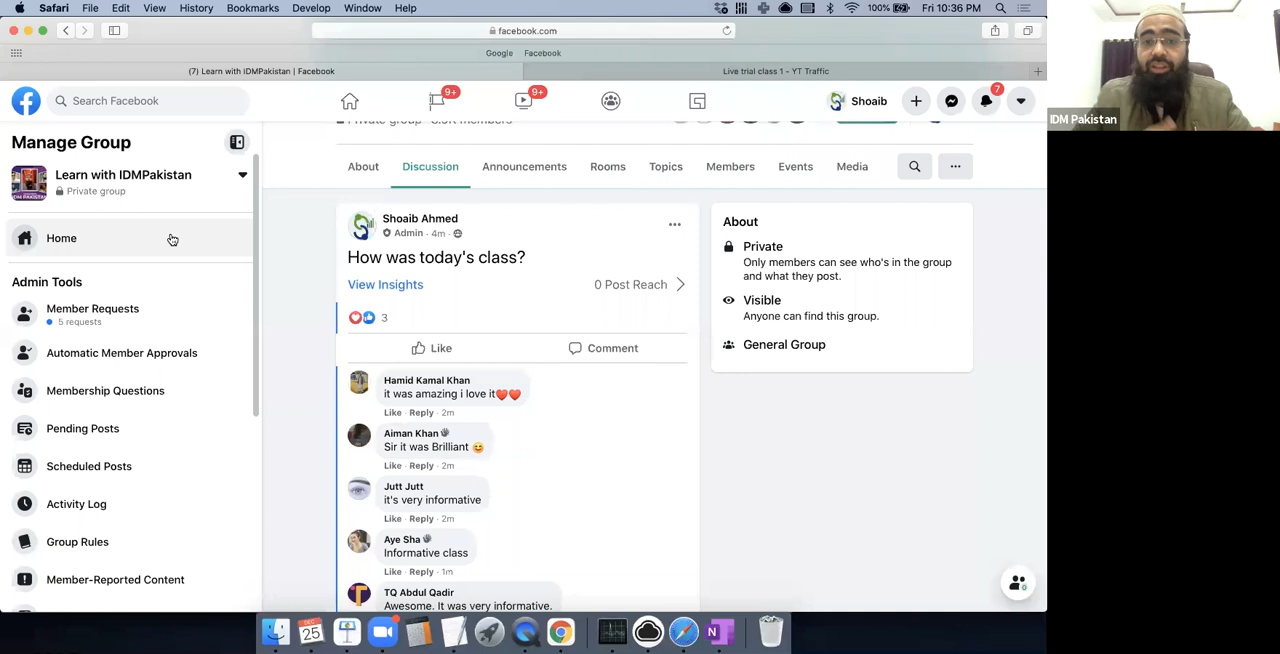 Safari File Edit View History Bookmarks Develop Window Help 100% Fri 10:36 PM
facebook.com
Google Facebook
(7) Learn with iDMPakistan | Facebook Live trial class 1 - YT Traffic
Search Facebook 9+ 9+ Shoaib 7
IDM Pakistan
Manage Group
Learn with IDMPakistan
Private group
Home
Admin Tools
Member Requests
5 requests
Automatic Member Approvals
Membership Questions
Pending Posts
Scheduled Posts
Activity Log
Group Rules
Member-Reported Content
About Discussion Announcements Rooms Topics Members Events Media
Shoaib Ahmed
Admin · 4m ·
How was today's class?
View Insights 0 Post Reach
3
Like Comment
Hamid Kamal Khan
it was amazing i love it❤️❤️
Like · Reply · 2m
Aiman Khan
Sir it was Brilliant 😊
Like · Reply · 2m
Jutt Jutt
it's very informative
Like · Reply · 2m
Aye Sha
Informative class
Like · Reply · 1m
TQ Abdul Qadir
Awesome. It was very informative.
About
Private
Only members can see who's in the group
and what they post.
Visible
Anyone can find this group.
General Group
DEC
25